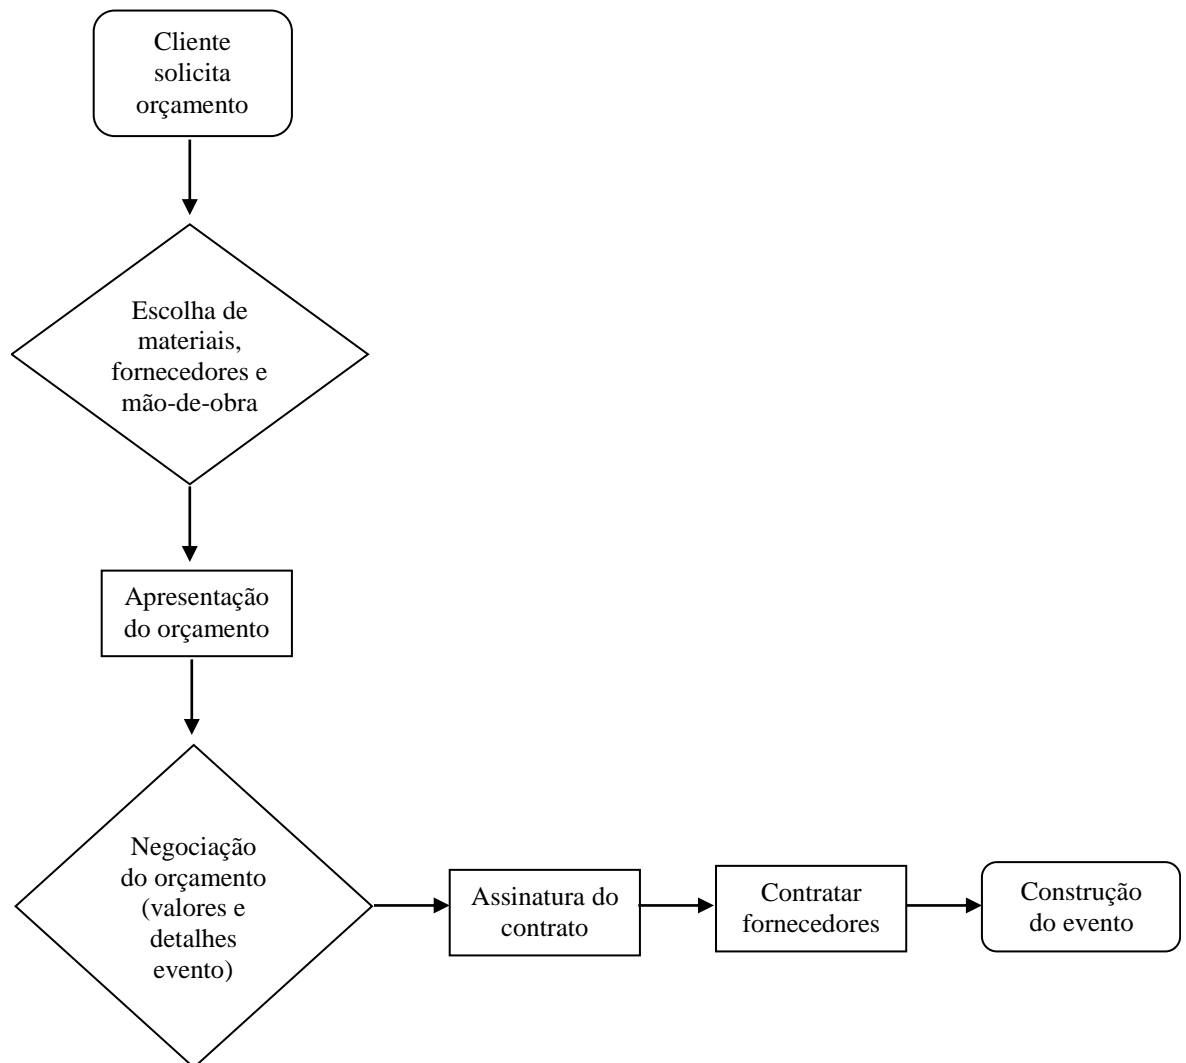 Cliente
solicita
orçamento
Escolha de
materiais,
fornecedores e
mão-de-obra
Apresentação
do orçamento
Negociação
do orçamento
(valores e
detalhes
evento)
Assinatura do
contrato
Contratar
fornecedores
Construção
do evento